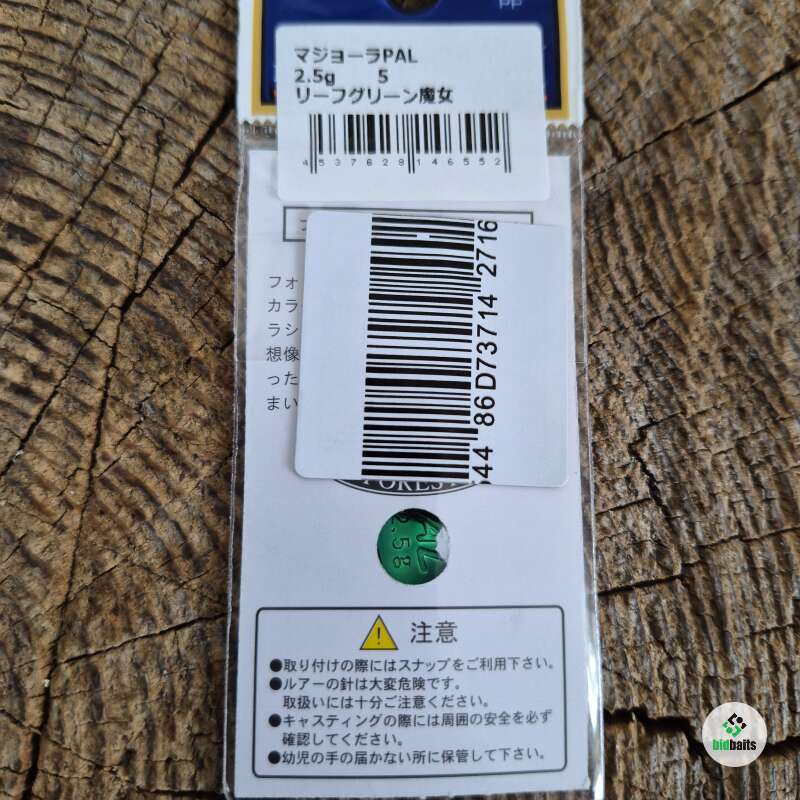 PP
マジョーラPAL
2.5g 5
リーフグリーン魔女
4537628146552
フォ
カラ
ラシ
想像
った
まい
44 86D73714 2716
FOREST
PAL
2.5g
注意
●取り付けの際にはスナップをご利用下さい。
●ルアーの針は大変危険です。
取扱いには十分ご注意ください。
●キャスティングの際には周囲の安全を必ず
確認してください。
●幼児の手の届かない所に保管して下さい。
bidbaits